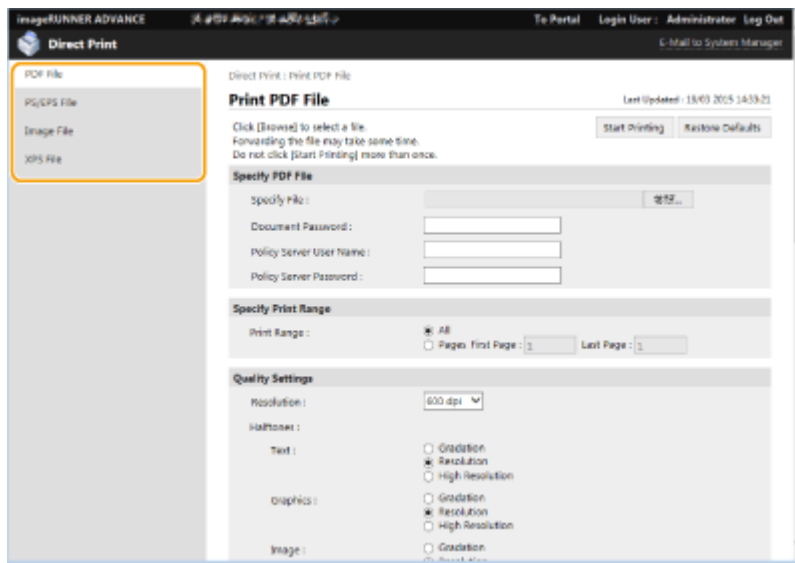 imageRUNNER ADVANCE
To Portal Login User : Administrator Log Out
Direct Print
E-Mail to System Manager
PDF File
PS/EPS File
Image File
XPS File
Direct Print : Print PDF File
Print PDF File
Last Updated : 19/03 2015 14:33:21
Click [Browse] to select a file.
Forwarding the file may take some time.
Do not click [Start Printing] more than once.
Start Printing Restore Defaults
Specify PDF File
Specify File :
Document Password :
Policy Server User Name :
Policy Server Password :
Specify Print Range
Print Range : All
Pages First Page : 1 Last Page : 1
Quality Settings
Resolution : 600 dpi
Halftones :
Text : Gradation
Resolution
High Resolution
Graphics : Gradation
Resolution
High Resolution
Image : Gradation